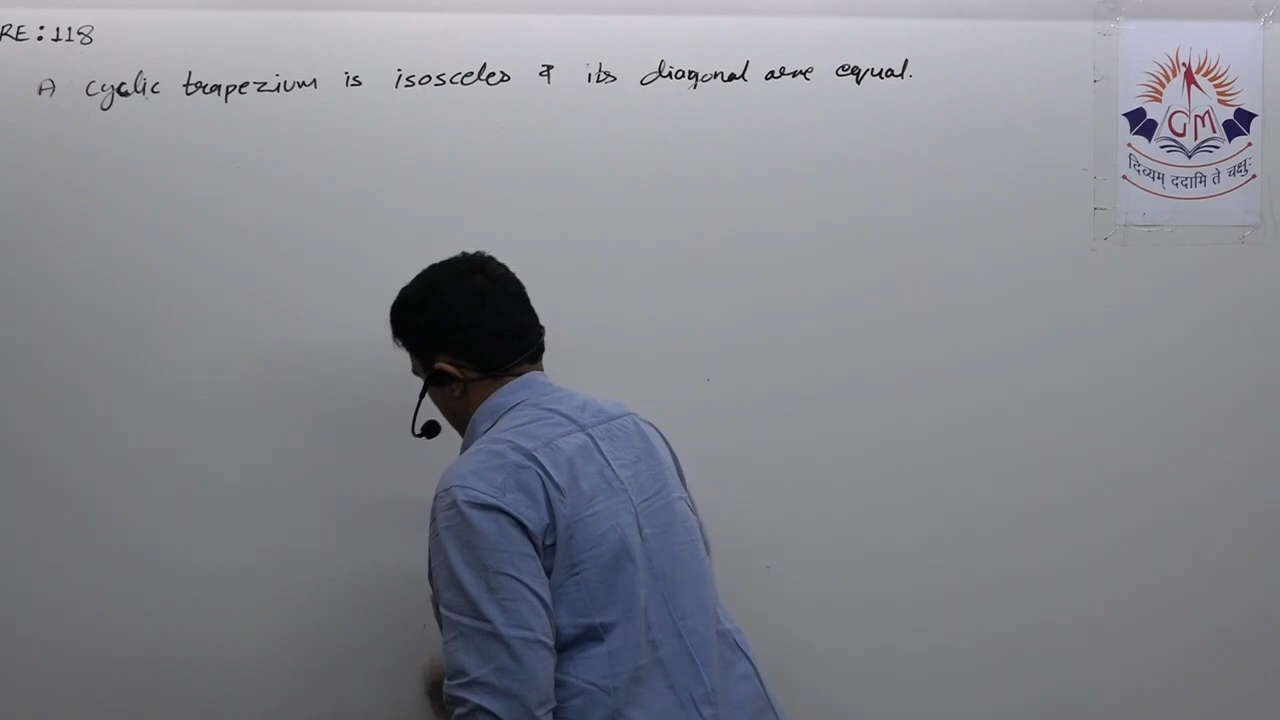 RE:118
A cyclic trapezium is isosceles & its diagonal are equal.
GM
दिव्यम् ददामि ते चक्षुः